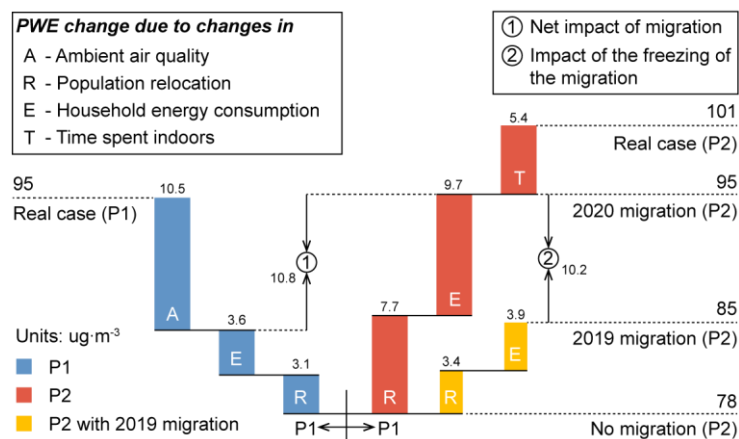 PWE change due to changes in
A - Ambient air quality
R - Population relocation
E - Household energy consumption
T - Time spent indoors
1 Net impact of migration
2 Impact of the freezing of
the migration
95
Real case (P1)
10.5
A
3.6
E
3.1
R
1
10.8
7.7
R
9.7
E
5.4
T
3.4
R
3.9
E
2
10.2
101
Real case (P2)
95
2020 migration (P2)
85
2019 migration (P2)
78
No migration (P2)
Units: ug·m-3
P1
P2
P2 with 2019 migration
P1 P1